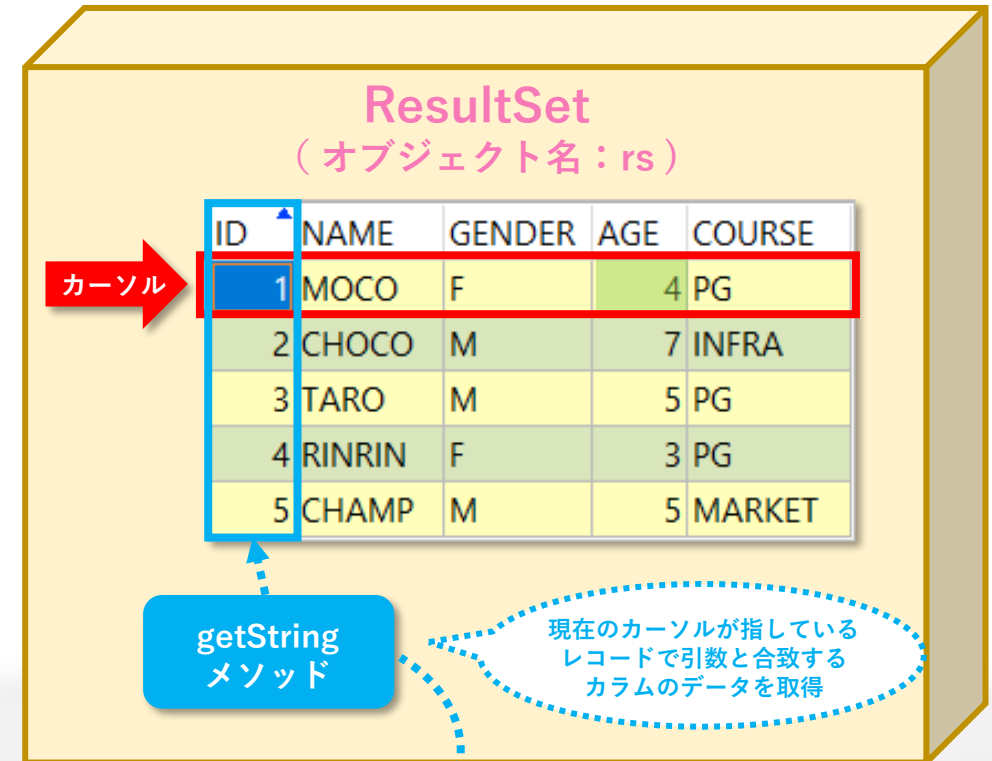 ResultSet
（オブジェクト名：rs）
ID NAME GENDER AGE COURSE
カーソル
1 MOCO F 4 PG
2 CHOCO M 7 INFRA
3 TARO M 5 PG
4 RINRIN F 3 PG
5 CHAMP M 5 MARKET
getString
メソッド
現在のカーソルが指している
レコードで引数と合致する
カラムのデータを取得